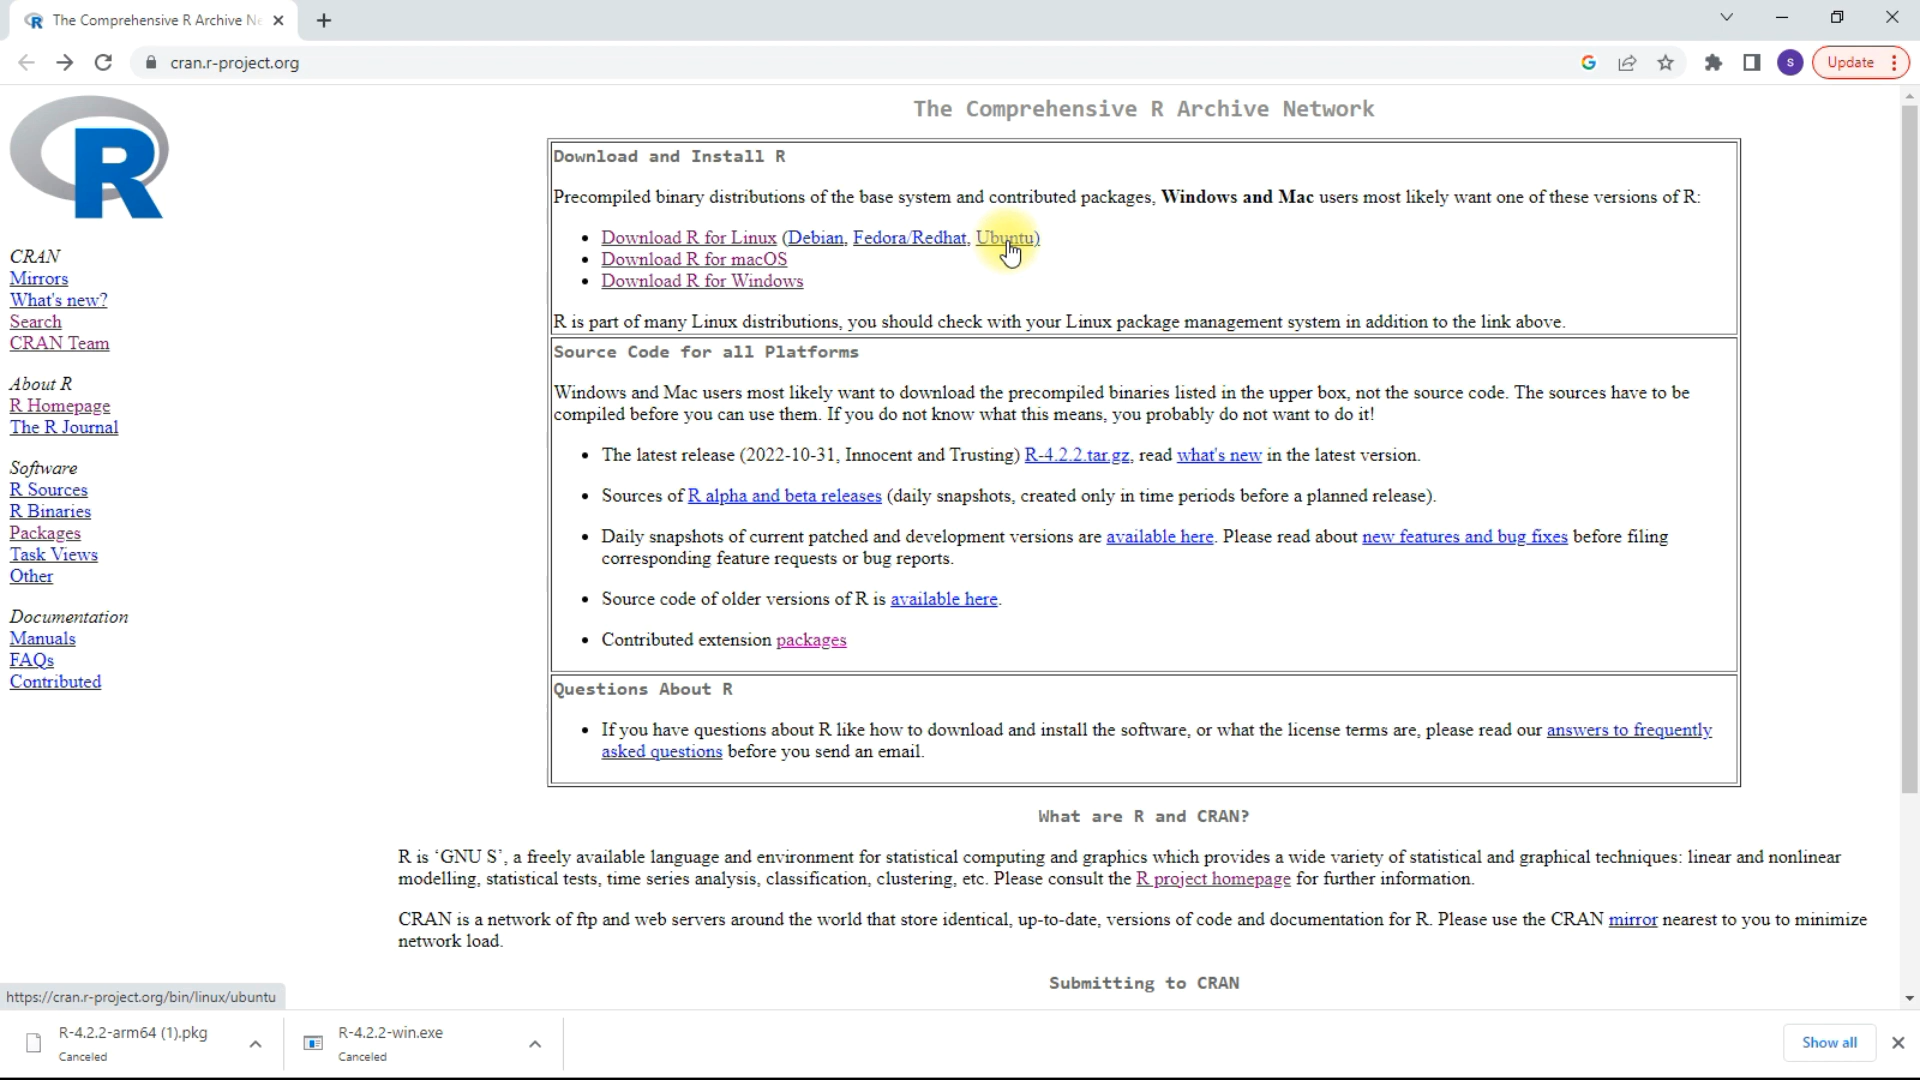 The Comprehensive R Archive Ne
cran.r-project.org
S
Update
R
The Comprehensive R Archive Network
Download and Install R
Precompiled binary distributions of the base system and contributed packages, Windows and Mac users most likely want one of these versions of R:
• Download R for Linux (Debian, Fedora/Redhat, Ubuntu)
• Download R for macOS
• Download R for Windows
R is part of many Linux distributions, you should check with your Linux package management system in addition to the link above.
CRAN
Mirrors
What's new?
Search
CRAN Team
About R
R Homepage
The R Journal
Software
R Sources
R Binaries
Packages
Task Views
Other
Documentation
Manuals
FAQs
Contributed
Source Code for all Platforms
Windows and Mac users most likely want to download the precompiled binaries listed in the upper box, not the source code. The sources have to be
compiled before you can use them. If you do not know what this means, you probably do not want to do it!
• The latest release (2022-10-31, Innocent and Trusting) R-4.2.2.tar.gz, read what's new in the latest version.
• Sources of R alpha and beta releases (daily snapshots, created only in time periods before a planned release).
• Daily snapshots of current patched and development versions are available here. Please read about new features and bug fixes before filing
corresponding feature requests or bug reports.
• Source code of older versions of R is available here.
• Contributed extension packages
Questions About R
• If you have questions about R like how to download and install the software, or what the license terms are, please read our answers to frequently
asked questions before you send an email.
What are R and CRAN?
R is ‘GNU S’, a freely available language and environment for statistical computing and graphics which provides a wide variety of statistical and graphical techniques: linear and nonlinear
modelling, statistical tests, time series analysis, classification, clustering, etc. Please consult the R project homepage for further information.
CRAN is a network of ftp and web servers around the world that store identical, up-to-date, versions of code and documentation for R. Please use the CRAN mirror nearest to you to minimize
network load.
Submitting to CRAN
https://cran.r-project.org/bin/linux/ubuntu
R-4.2.2-arm64 (1).pkg
Canceled
R-4.2.2-win.exe
Canceled
Show all